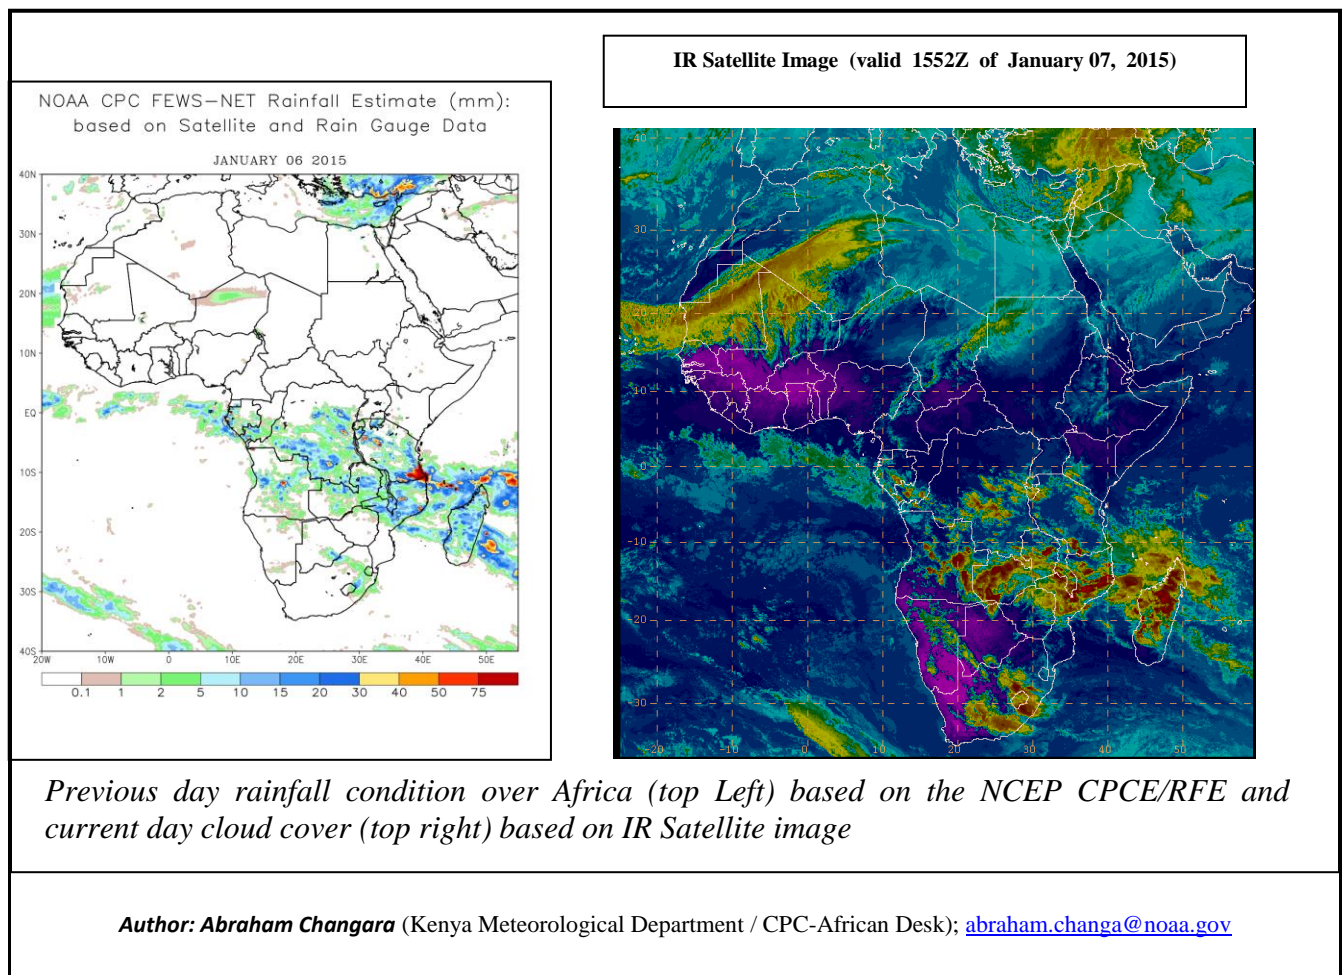 IR Satellite Image (valid 1552Z of January 07, 2015)
NOAA CPC FEWS-NET Rainfall Estimate (mm):
based on Satellite and Rain Gauge Data
JANUARY 06 2015
40N
30N
20N
10N
EQ
10S
20S
30S
40S
20W 10W 0 10E 20E 30E 40E 50E
0.1 1 2 5 10 15 20 30 40 50 75
40
30
20
10
0
-10
-20
-30
-20 -10 0 10 20 30 40 50
Previous day rainfall condition over Africa (top Left) based on the NCEP CPCE/RFE and
current day cloud cover (top right) based on IR Satellite image
Author: Abraham Changara (Kenya Meteorological Department / CPC-African Desk); abraham.changa@noaa.gov